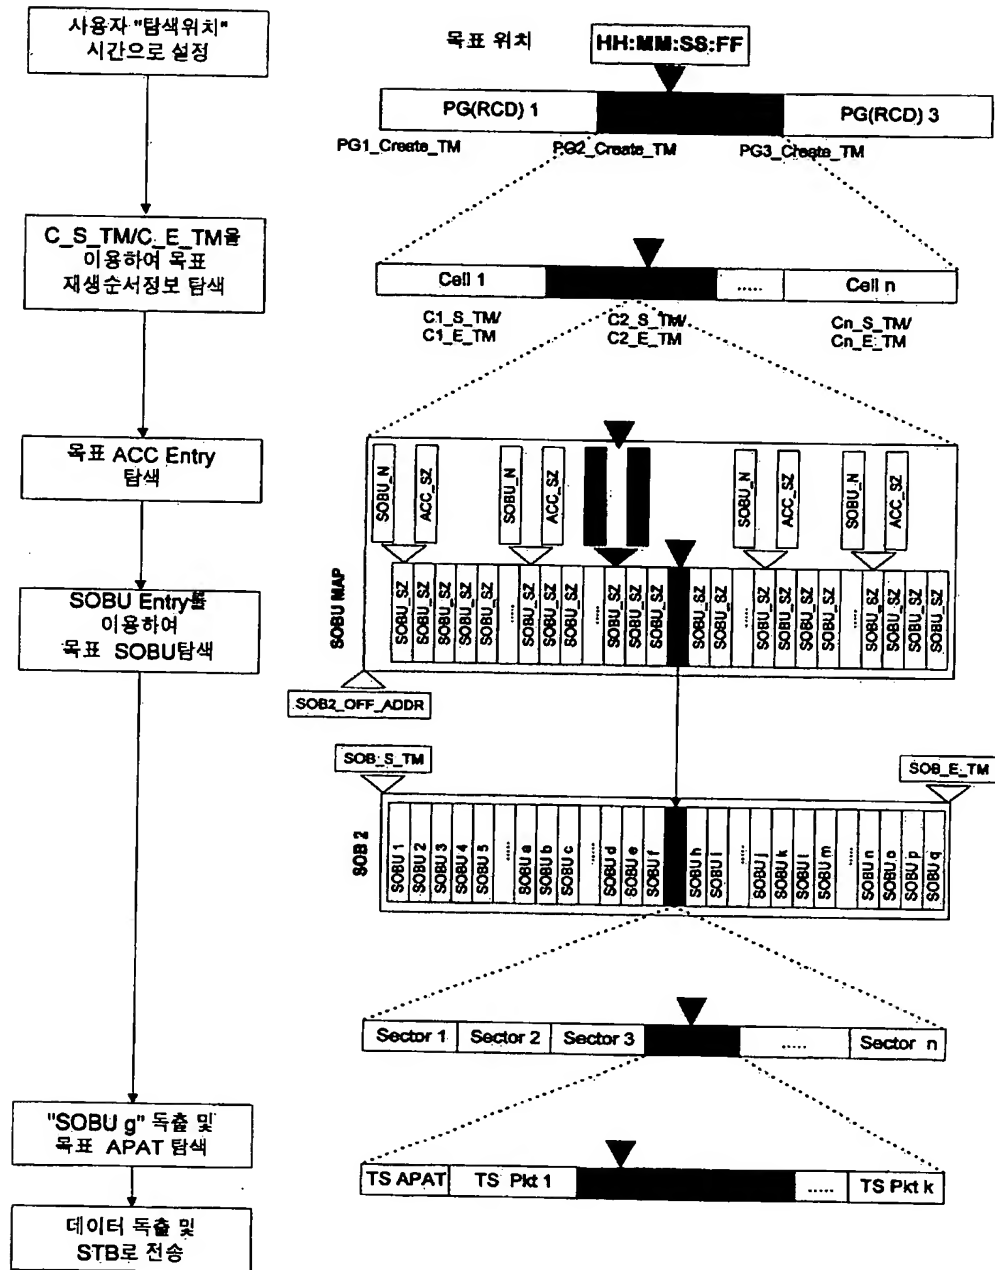 사용자 "탐색위치"
시간으로 설정
C_S_TM/C_E_TM을
이용하여 목표
재생순서정보 탐색
목표 ACC Entry
탐색
SOBU Entry를
이용하여
목표 SOBU탐색
"SOBU g" 독출 및
목표 APAT 탐색
데이터 독출 및
STB로 전송
목표 위치
HH:MM:SS:FF
PG(RCD) 1
PG(RCD) 3
PG1_Create_TM
PG2_Create_TM
PG3_Create_TM
Cell 1
.....
Cell n
C1_S_TM/
C1_E_TM
C2_S_TM/
C2_E_TM
Cn_S_TM/
Cn_E_TM
SOBU MAP
SOBU_N
ACC_SZ
SOBU_N
ACC_SZ
SOBU_N
ACC_SZ
SOBU_N
ACC_SZ
SOBU_SZ
SOBU_SZ
SOBU_SZ
SOBU_SZ
SOBU_SZ
.....
SOBU_SZ
SOBU_SZ
SOBU_SZ
.....
SOBU_SZ
SOBU_SZ
SOBU_SZ
SOBU_SZ
SOBU_SZ
.....
SOBU_SZ
SOBU_SZ
SOBU_SZ
SOBU_SZ
.....
SOBU_SZ
SOBU_SZ
SOBU_SZ
SOBU_SZ
SOB2_OFF_ADDR
SOB_S_TM
SOB_E_TM
SOB 2
SOBU 1
SOBU 2
SOBU 3
SOBU 4
SOBU 5
.....
SOBU a
SOBU b
SOBU c
.....
SOBU d
SOBU e
SOBU f
SOBU h
SOBU i
.....
SOBU j
SOBU k
SOBU l
SOBU m
.....
SOBU n
SOBU o
SOBU p
SOBU q
Sector 1
Sector 2
Sector 3
.....
Sector n
TS APAT
TS Pkt 1
.....
TS Pkt k